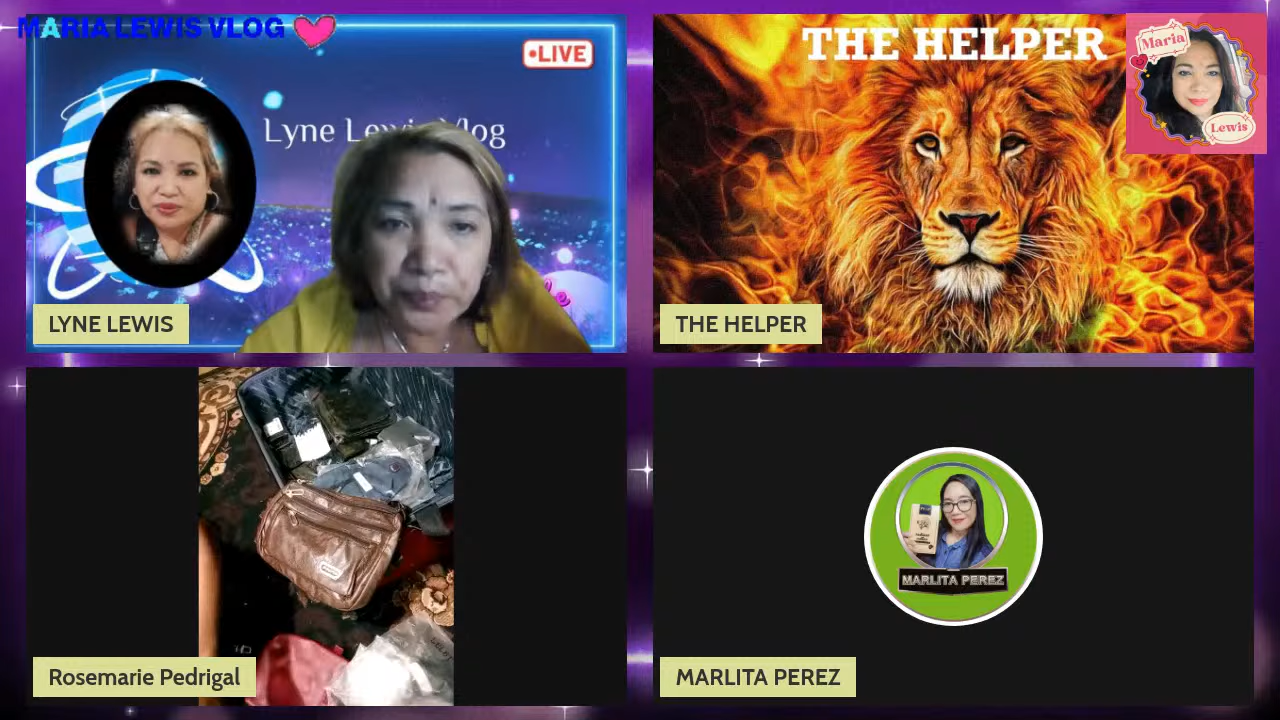 MARIA LEWIS VLOG
LIVE
Lyne Lewis Vlog
LYNE LEWIS
THE HELPER
Maria
Lewis
THE HELPER
Rosemarie Pedrigal
MARLITA PEREZ
MARLITA PEREZ